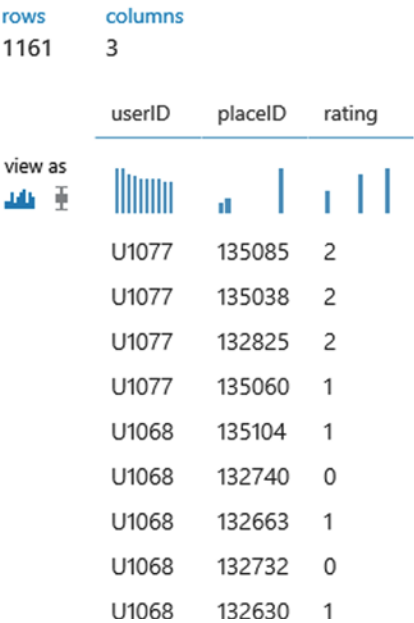 rows columns
1161 3
userID placeID rating
view as
U1077 135085 2
U1077 135038 2
U1077 132825 2
U1077 135060 1
U1068 135104 1
U1068 132740 0
U1068 132663 1
U1068 132732 0
U1068 132630 1